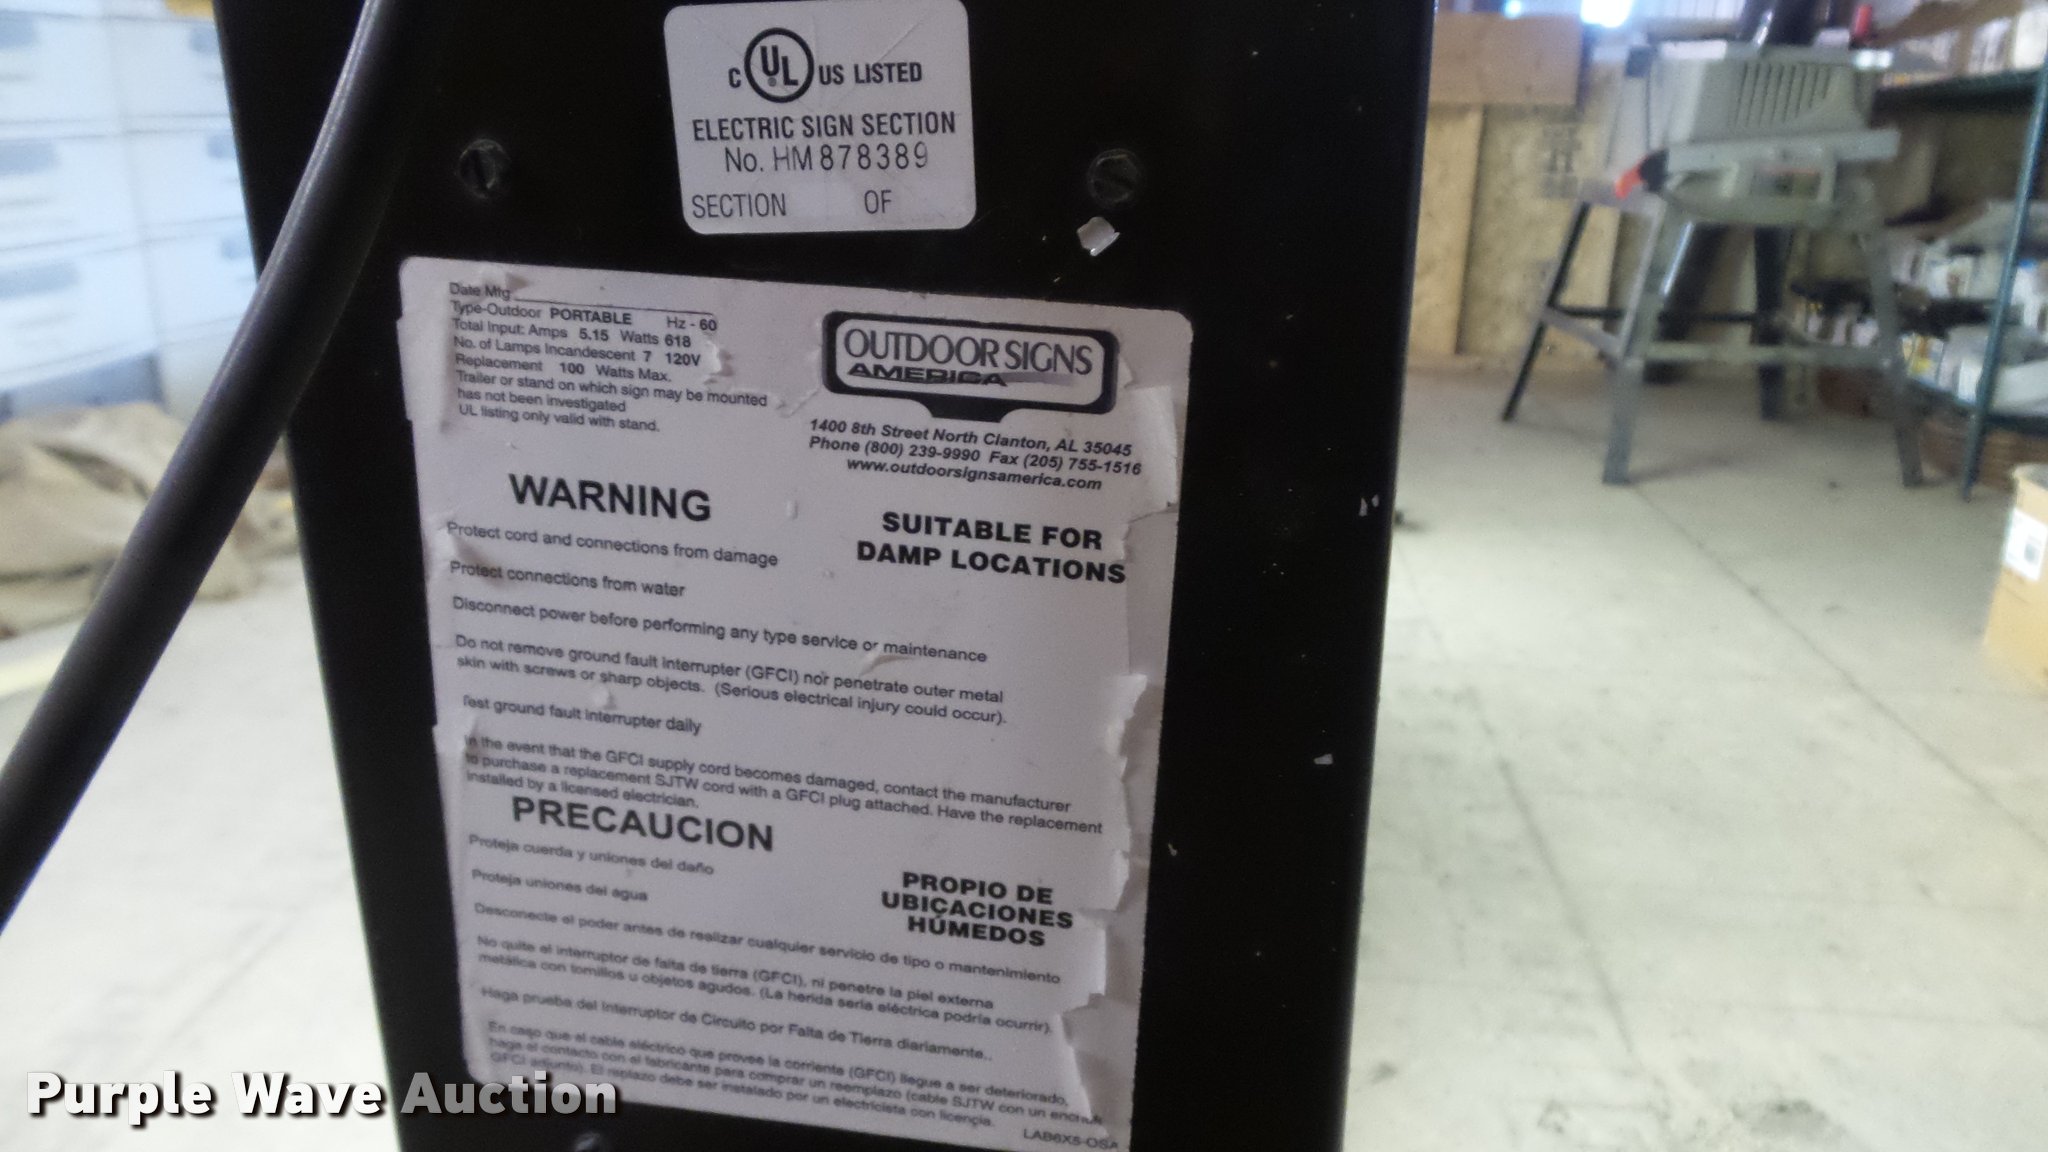 C UL US LISTED
ELECTRIC SIGN SECTION
No. HM 878389
SECTION OF
Date Mfg
Type-Outdoor PORTABLE Hz - 60
Total Input: Amps 5.15 Watts 618
No. of Lamps Incandescent 7 120V
Replacement 100 Watts Max.
Trailer or stand on which sign may be mounted
has not been investigated
UL listing only valid with stand.
OUTDOOR SIGNS
AMERICA
1400 8th Street North Clanton, AL 35045
Phone (800) 239-9990 Fax (205) 755-1516
www.outdoorsignsamerica.com
WARNING
SUITABLE FOR
DAMP LOCATIONS
Protect cord and connections from damage
Protect connections from water
Disconnect power before performing any type service or maintenance
Do not remove ground fault interrupter (GFCI) nor penetrate outer metal
skin with screws or sharp objects. (Serious electrical injury could occur).
Test ground fault interrupter daily
In the event that the GFCI supply cord becomes damaged, contact the manufacturer
to purchase a replacement SJTW cord with a GFCI plug attached. Have the replacement
installed by a licensed electrician.
PRECAUCION
Proteja cuerda y uniones del daño
Proteja uniones del agua
PROPIO DE
UBICACIONES
HÚMEDOS
Desconecte el poder antes de realizar cualquier servicio de tipo o mantenimiento
No quite el interruptor de falta de tierra (GFCI), ni penetre la piel externa
metálica con tornillos u objetos agudos. (La herida seria eléctrica podría ocurrir).
Haga prueba del Interruptor de Circuito por Falta de Tierra diariamente..
En caso que el cable eléctrico que provee la corriente (GFCI) llegue a ser deteriorado,
haga el contacto con el fabricante para comprar un reemplazo (cable SJTW con un enchufe
GFCI adjunto). El replazo debe ser instalado por un electricista con licencia.
LAB6X5-OSA
Purple Wave Auction